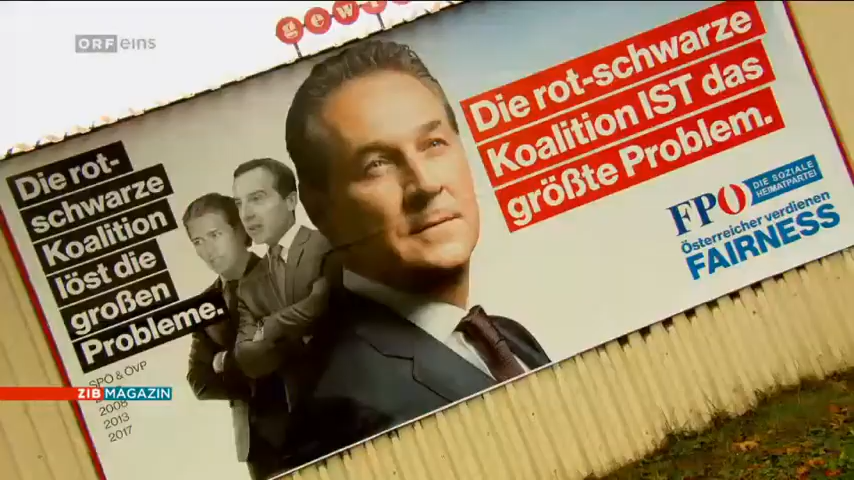 ORF eins
gewi
Die rot-
schwarze
Koalition
löst die
großen
Probleme.
SPÖ & ÖVP
2008
2013
2017
Die rot-schwarze
Koalition IST das
größte Problem.
FPÖ DIE SOZIALE
HEIMATPARTEI
Österreicher verdienen
FAIRNESS
ZIB MAGAZIN